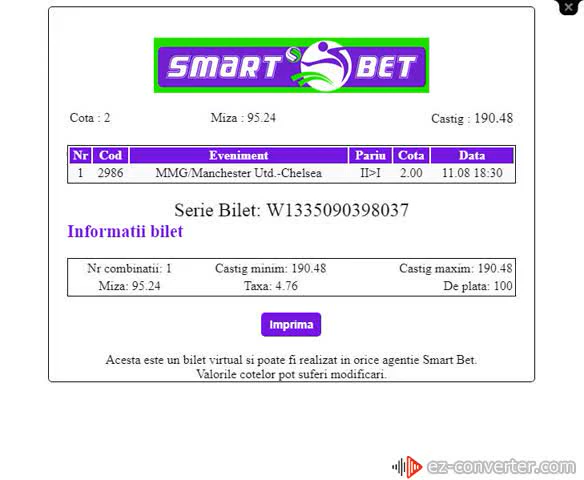 SMART BET
Cota : 2 Miza : 95.24 Castig : 190.48
Nr Cod Eveniment Pariu Cota Data
1 2986 MMG/Manchester Utd.-Chelsea II>I 2.00 11.08 18:30
Serie Bilet: W1335090398037
Informatii bilet
Nr combinatii: 1 Castig minim: 190.48 Castig maxim: 190.48
Miza: 95.24 Taxa: 4.76 De plata: 100
Imprima
Acesta este un bilet virtual si poate fi realizat in orice agentie Smart Bet.
Valorile cotelor pot suferi modificari.
ez-converter.com